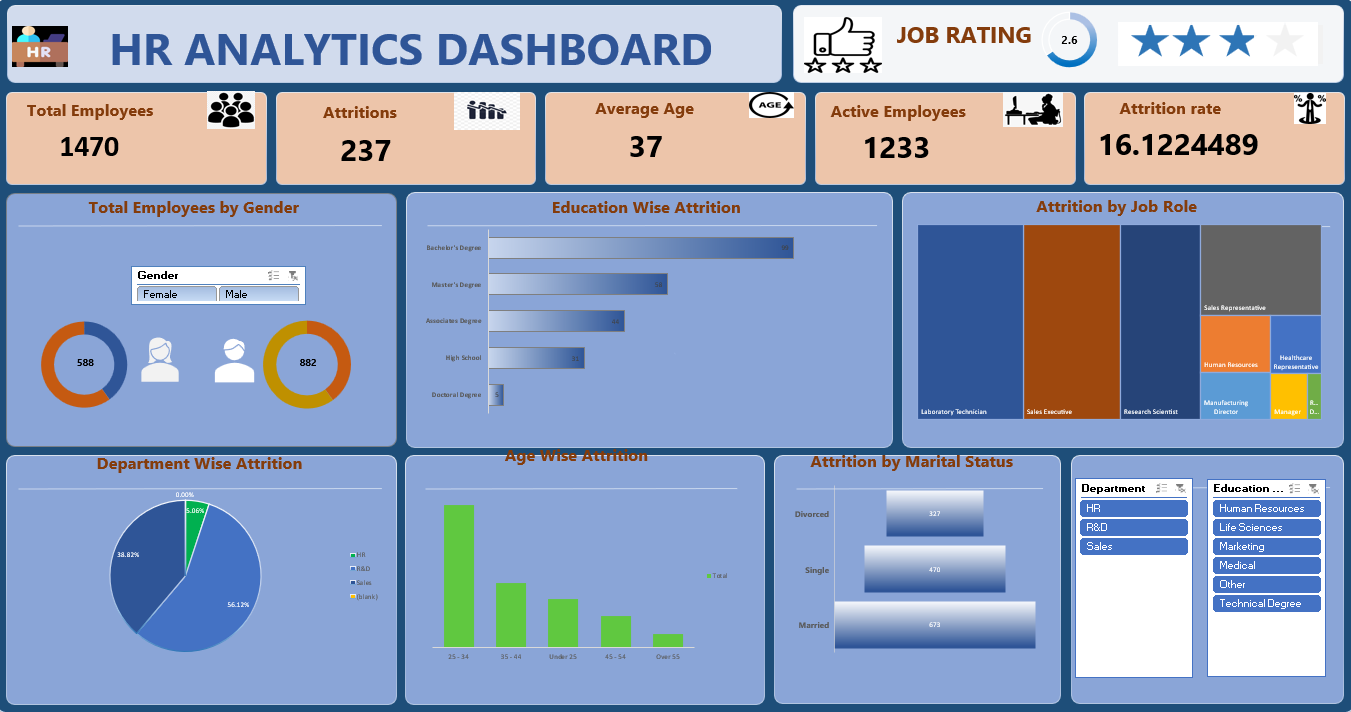 HR
HR ANALYTICS DASHBOARD
JOB RATING
2.6
Total Employees
1470
Attritions
237
Average Age
AGE
37
Active Employees
1233
Attrition rate
% %
16.1224489
Total Employees by Gender
Gender
Female
Male
588
882
Education Wise Attrition
Bachelor's Degree
Master's Degree
Associates Degree
High School
Doctoral Degree
5
Attrition by Job Role
Laboratory Technician
Sales Executive
Research Scientist
Sales Representative
Human Resources
Healthcare
Representative
Manufacturing
Director
Manager
R...
D...
Department Wise Attrition
0.00%
5.06%
38.82%
56.12%
HR
R&D
Sales
(blank)
Age Wise Attrition
25 - 34
35 - 44
Under 25
45 - 54
Over 55
Total
Attrition by Marital Status
Divorced
327
Single
470
Married
673
Department
HR
R&D
Sales
Education ...
Human Resources
Life Sciences
Marketing
Medical
Other
Technical Degree